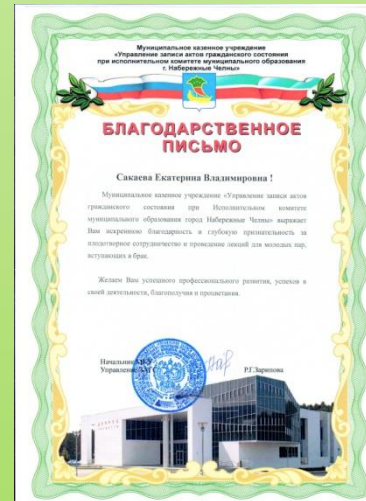 Муниципальное казенное учреждение
«Управление записи актов гражданского состояния
при исполнительном комитете муниципального образования
г. Набережные Челны»
БЛАГОДАРСТВЕННОЕ
ПИСЬМО
Сакаева Екатерина Владимировна !
Муниципальное казенное учреждение «Управление записи актов
гражданского состояния при Исполнительном комитете
муниципального образования город Набережные Челны» выражает
Вам искреннюю благодарность и глубокую признательность за
плодотворное сотрудничество и проведение лекций для молодых пар,
вступающих в брак.
Желаем Вам успешного профессионального развития, успехов в
своей деятельности, благополучия и процветания.
Начальник
Управление
Р.Г.Зарипова